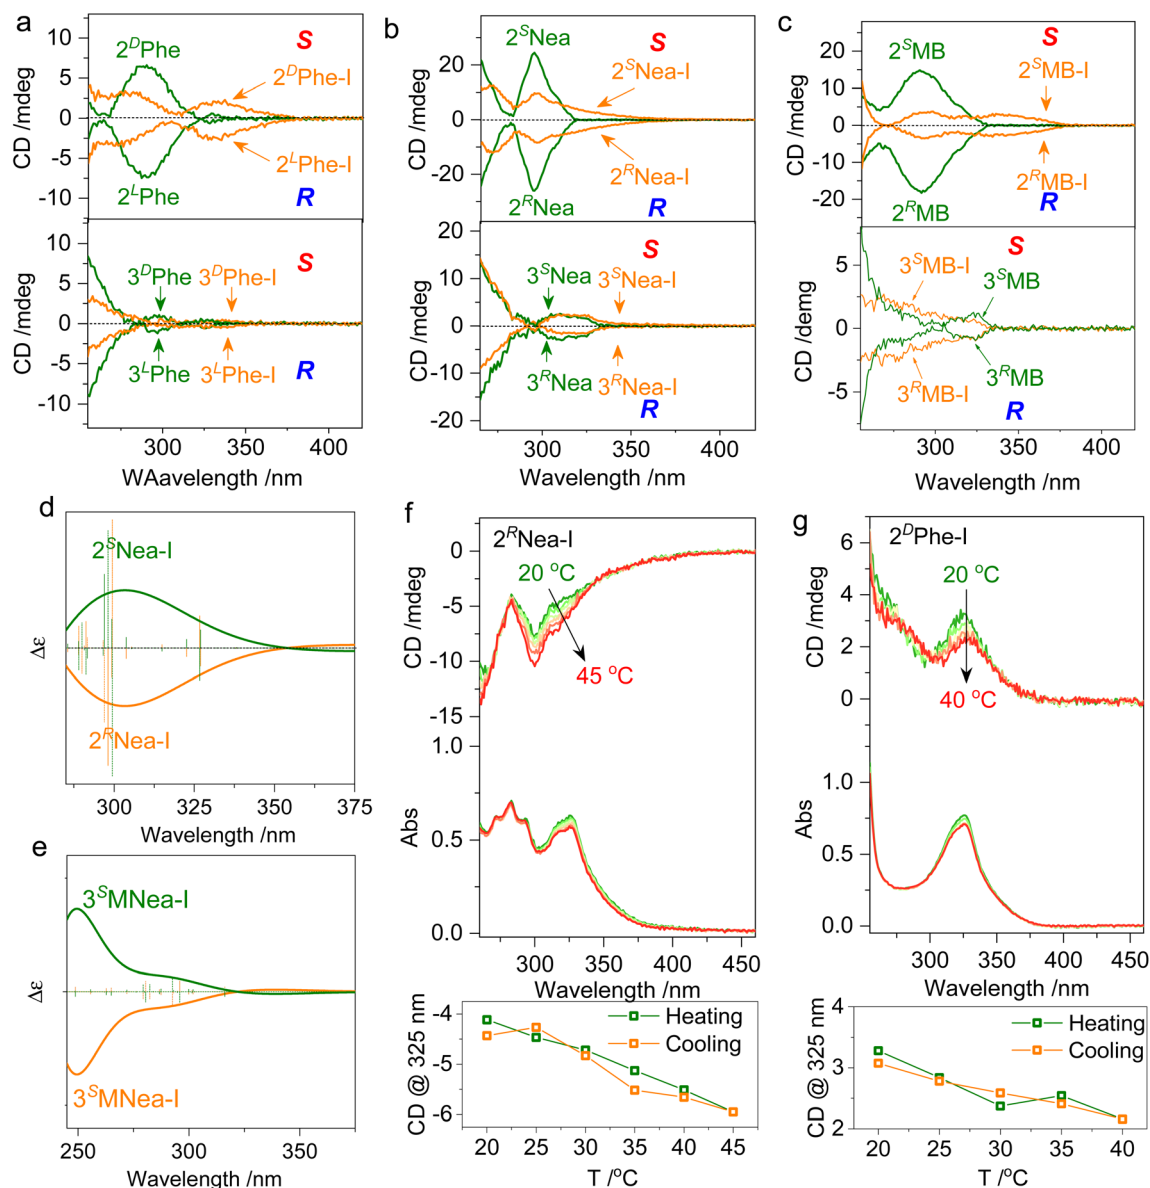 a
10
5
0
-5
-10
CD /mdeg
2ᴰPhe
S
2ᴰPhe-I
2ᴸPhe-I
2ᴸPhe
R
10
5
0
-5
-10
CD /mdeg
S
3ᴰPhe
3ᴰPhe-I
3ᴸPhe
3ᴸPhe-I
R
300
350
400
WAavelength /nm
b
20
0
-20
CD /mdeg
2ˢNea
S
2ˢNea-I
2ᴿNea-I
2ᴿNea
R
20
10
0
-10
-20
CD /mdeg
S
3ˢNea
3ˢNea-I
3ᴿNea
3ᴿNea-I
R
300
350
400
Wavelength /nm
c
20
10
0
-10
-20
CD /mdeg
2ˢMB
S
2ˢMB-I
2ᴿMB-I
2ᴿMB
R
5
0
-5
CD /demg
S
3ˢMB-I
3ˢMB
3ᴿMB-I
3ᴿMB
R
300
350
400
Wavelength /nm
d
Δε
2ˢNea-I
2ᴿNea-I
300
325
350
375
Wavelength /nm
e
Δε
3ˢMNea-I
3ˢMNea-I
250
300
350
Wavelength /nm
f
2ᴿNea-I
20 °C
45 °C
0
-5
-10
-15
CD /mdeg
1.0
0.5
0.0
Abs
300
350
400
450
Wavelength /nm
-4
-5
-6
CD @ 325 nm
Heating
Cooling
20 25 30 35 40 45
T /°C
g
2ᴰPhe-I
20 °C
40 °C
6
4
2
0
CD /mdeg
1.0
0.5
0.0
Abs
300
350
400
450
Wavelength /nm
4
3
2
CD @ 325 nm
Heating
Cooling
20 25 30 35 40
T /°C